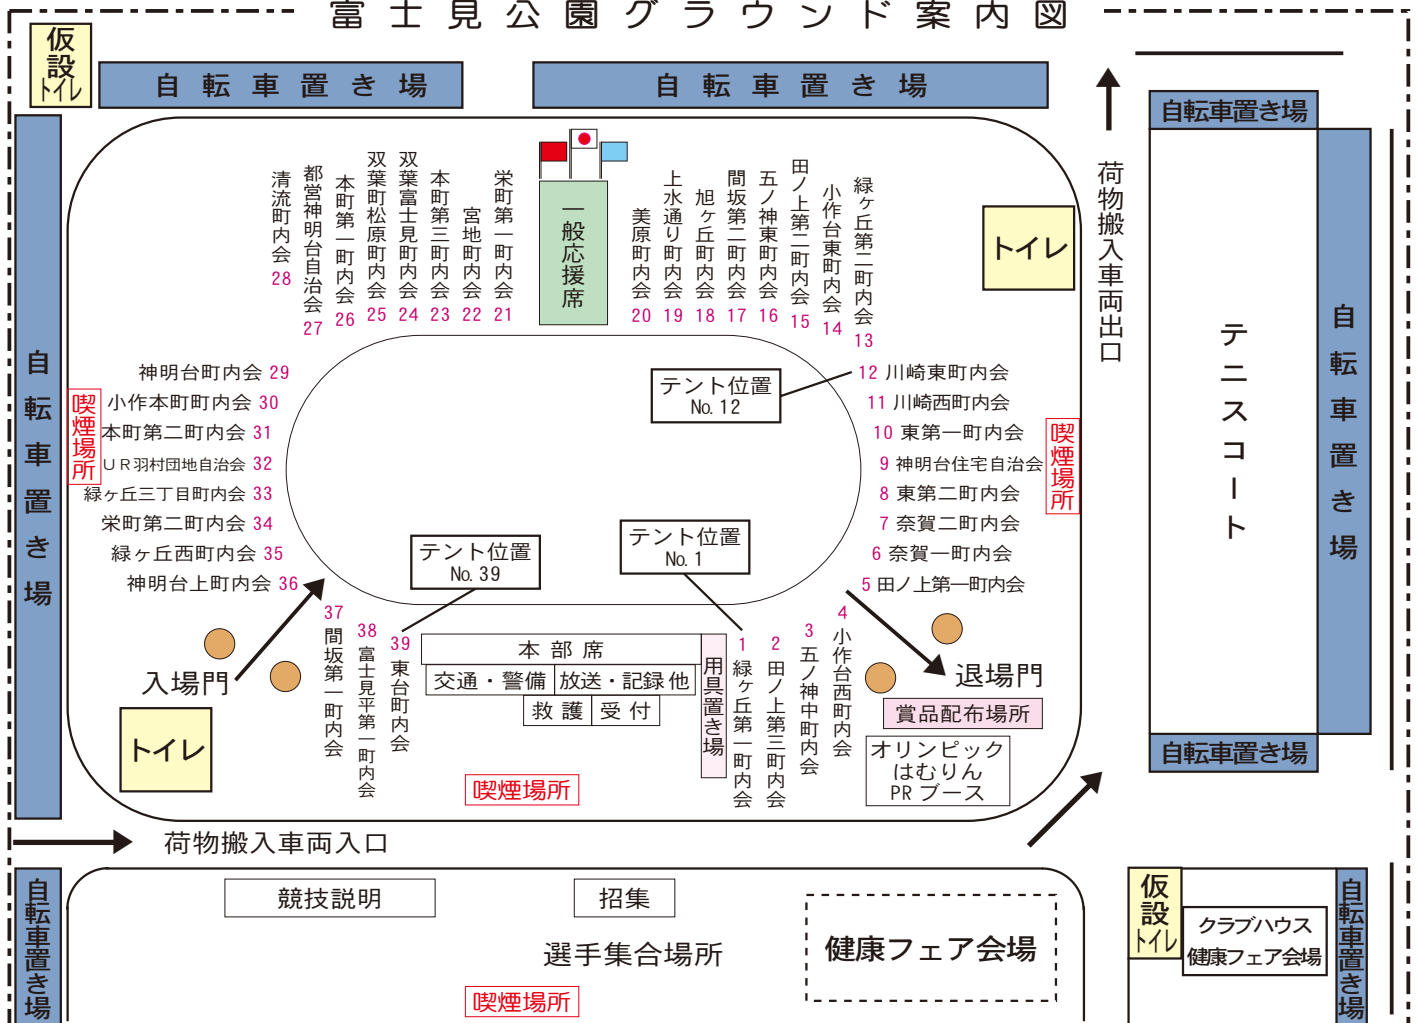 富士見公園グラウンド案内図
仮設トイレ
自転車置き場
自転車置き場
自転車置き場
自転車置き場
荷物搬入車両出口
トイレ
テニスコート
自転車置き場
自転車置き場
一般応援席
清流町内会 28
都営神明台自治会 27
本町第一町内会 26
双葉町松原町内会 25
双葉富士見町内会 24
本町第三町内会 23
宮地町内会 22
栄町第一町内会 21
美原町内会 20
上水通り町内会 19
旭ヶ丘町内会 18
間坂第二町内会 17
五ノ神東町内会 16
田ノ上第二町内会 15
小作台東町内会 14
緑ヶ丘第二町内会 13
神明台町内会 29
小作本町町内会 30
本町第二町内会 31
UR羽村団地自治会 32
緑ヶ丘三丁目町内会 33
栄町第二町内会 34
緑ヶ丘西町内会 35
神明台上町内会 36
喫煙場所
テント位置
No. 12
12 川崎東町内会
11 川崎西町内会
10 東第一町内会
9 神明台住宅自治会
8 東第二町内会
7 奈賀二町内会
6 奈賀一町内会
5 田ノ上第一町内会
喫煙場所
テント位置
No. 39
テント位置
No. 1
37 間坂第一町内会
38 富士見平第一町内会
39 東台町内会
本部席
交通・警備
放送・記録他
救護
受付
用具置き場
1 緑ヶ丘第一町内会
2 田ノ上第三町内会
3 五ノ神中町内会
4 小作台西町内会
入場門
退場門
トイレ
賞品配布場所
オリンピック
はむりん
PRブース
喫煙場所
自転車置き場
荷物搬入車両入口
自転車置き場
競技説明
招集
選手集合場所
喫煙場所
健康フェア会場
仮設トイレ
クラブハウス
健康フェア会場
自転車置き場